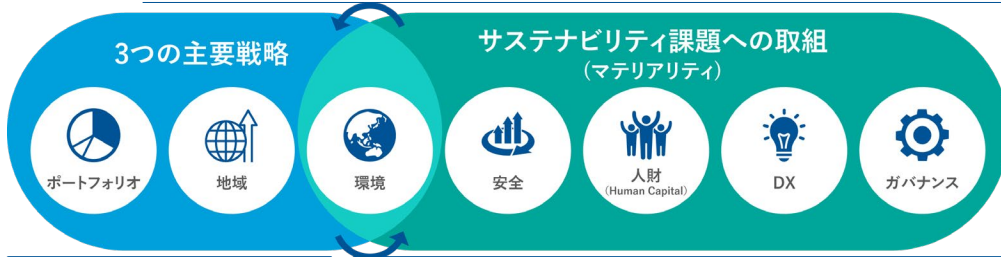 3つの主要戦略
サステナビリティ課題への取組
(マテリアリティ)
ポートフォリオ
地域
環境
安全
人財
(Human Capital)
DX
ガバナンス